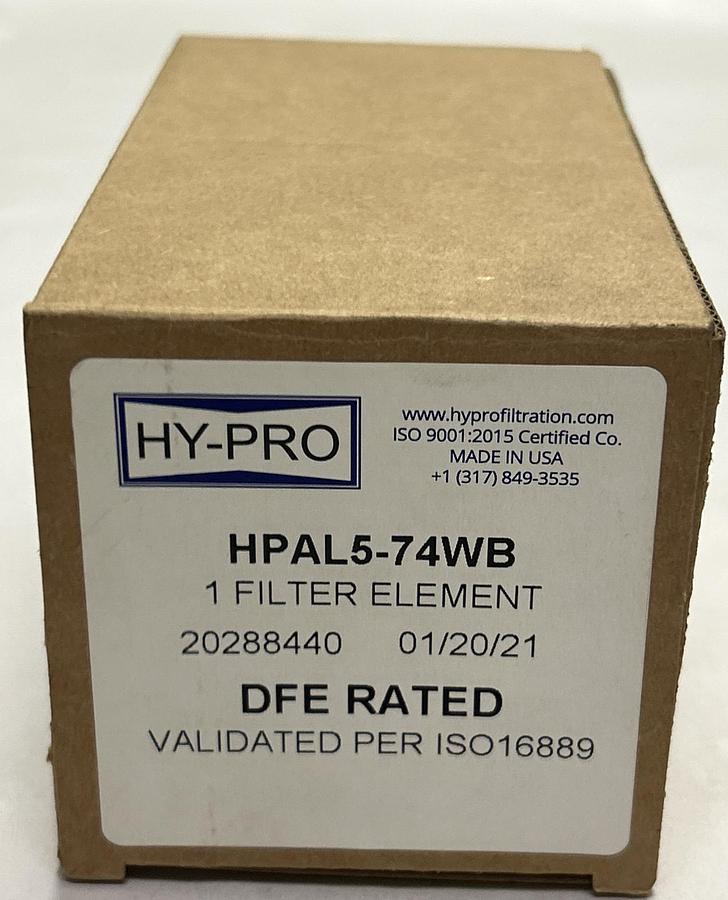 HY-PRO
www.hyprofiltration.com
ISO 9001:2015 Certified Co.
MADE IN USA
+1 (317) 849-3535
HPAL5-74WB
1 FILTER ELEMENT
20288440 01/20/21
DFE RATED
VALIDATED PER ISO16889